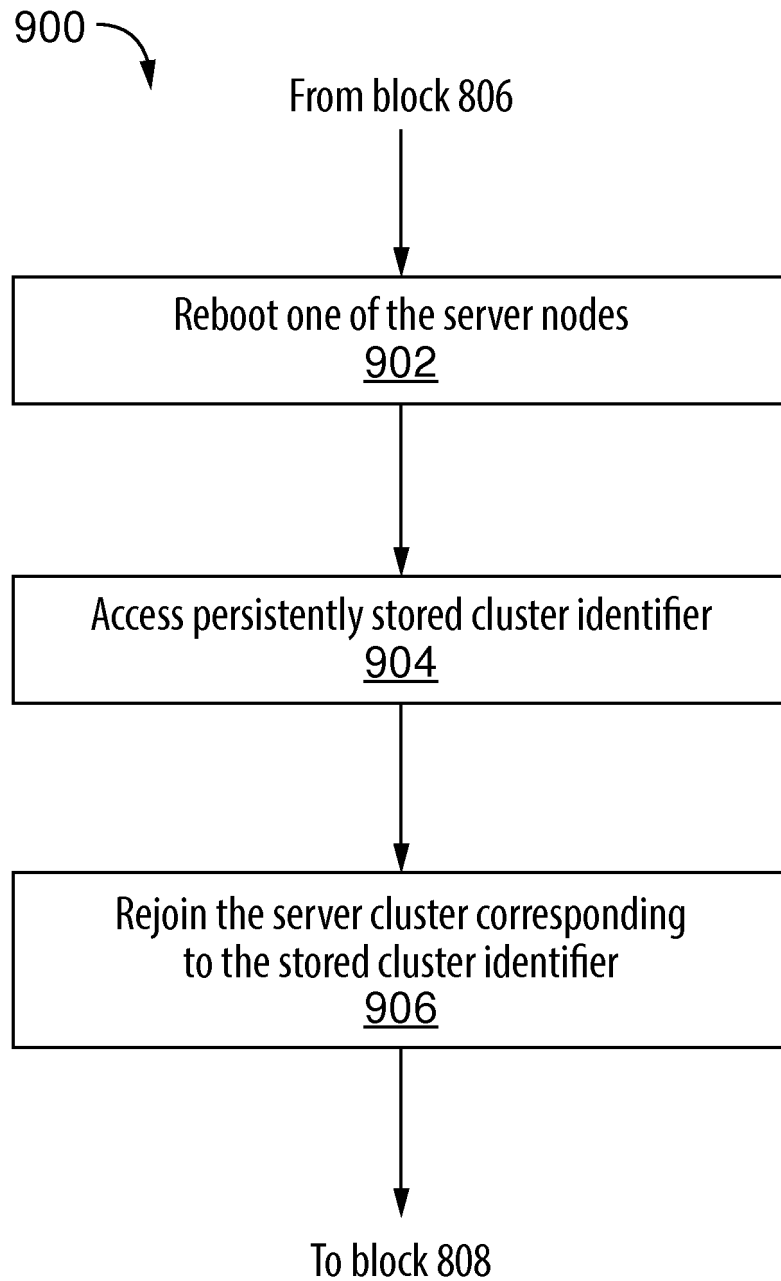 900
From block 806
Reboot one of the server nodes
902
Access persistently stored cluster identifier
904
Rejoin the server cluster corresponding
to the stored cluster identifier
906
To block 808